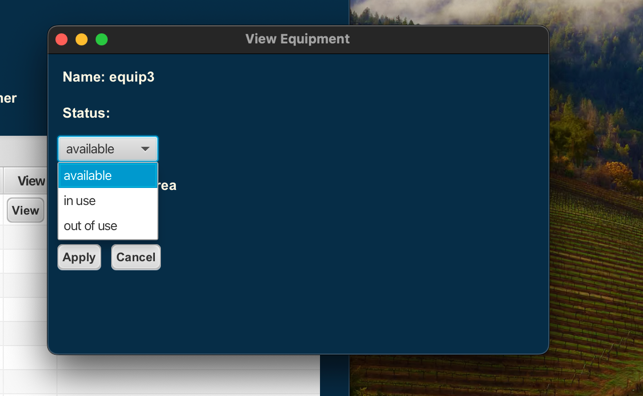 View Equipment
Name: equip3
ner
Status:
available
View
available
rea
in use
View
out of use
Apply
Cancel